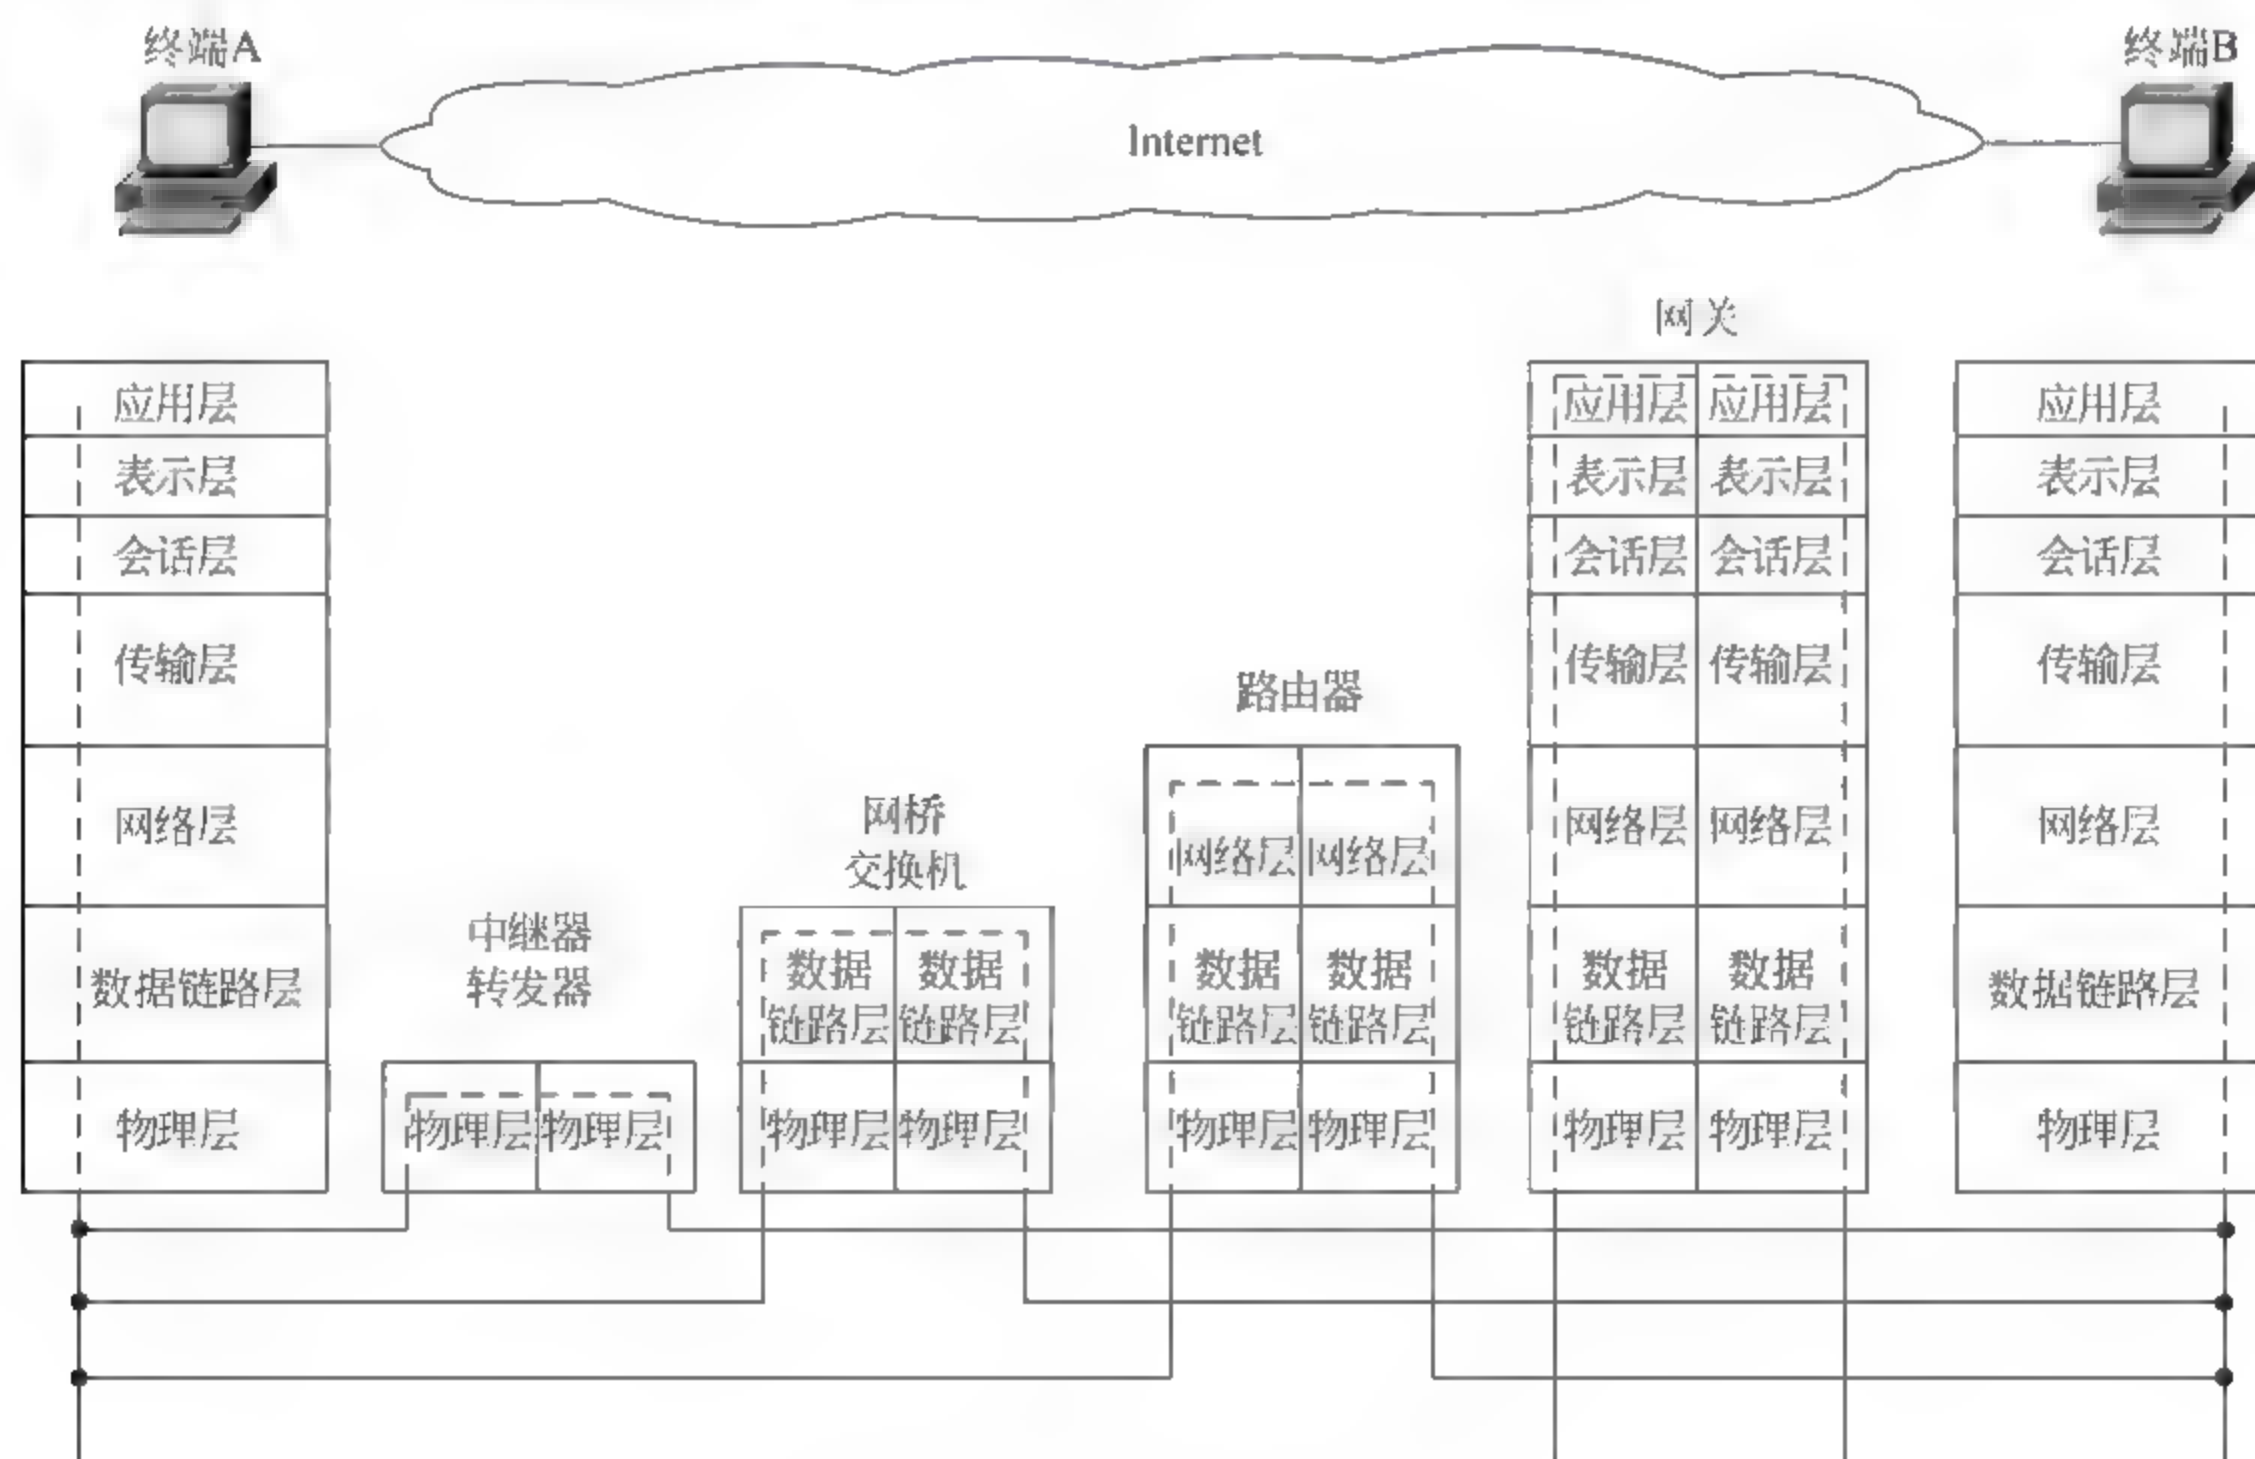 终端A
终端B
Internet
网关
应用层
应用层 应用层
应用层
表示层
表示层 表示层
表示层
会话层
会话层 会话层
会话层
传输层
传输层 传输层
传输层
路由器
网络层
网桥
交换机
网络层 网络层
网络层 网络层
网络层
中继器
转发器
数据链路层
数据
链路层
数据
链路层
数据
链路层
数据
链路层
数据
链路层
数据
链路层
数据链路层
物理层
物理层 物理层
物理层 物理层
物理层 物理层
物理层 物理层
物理层